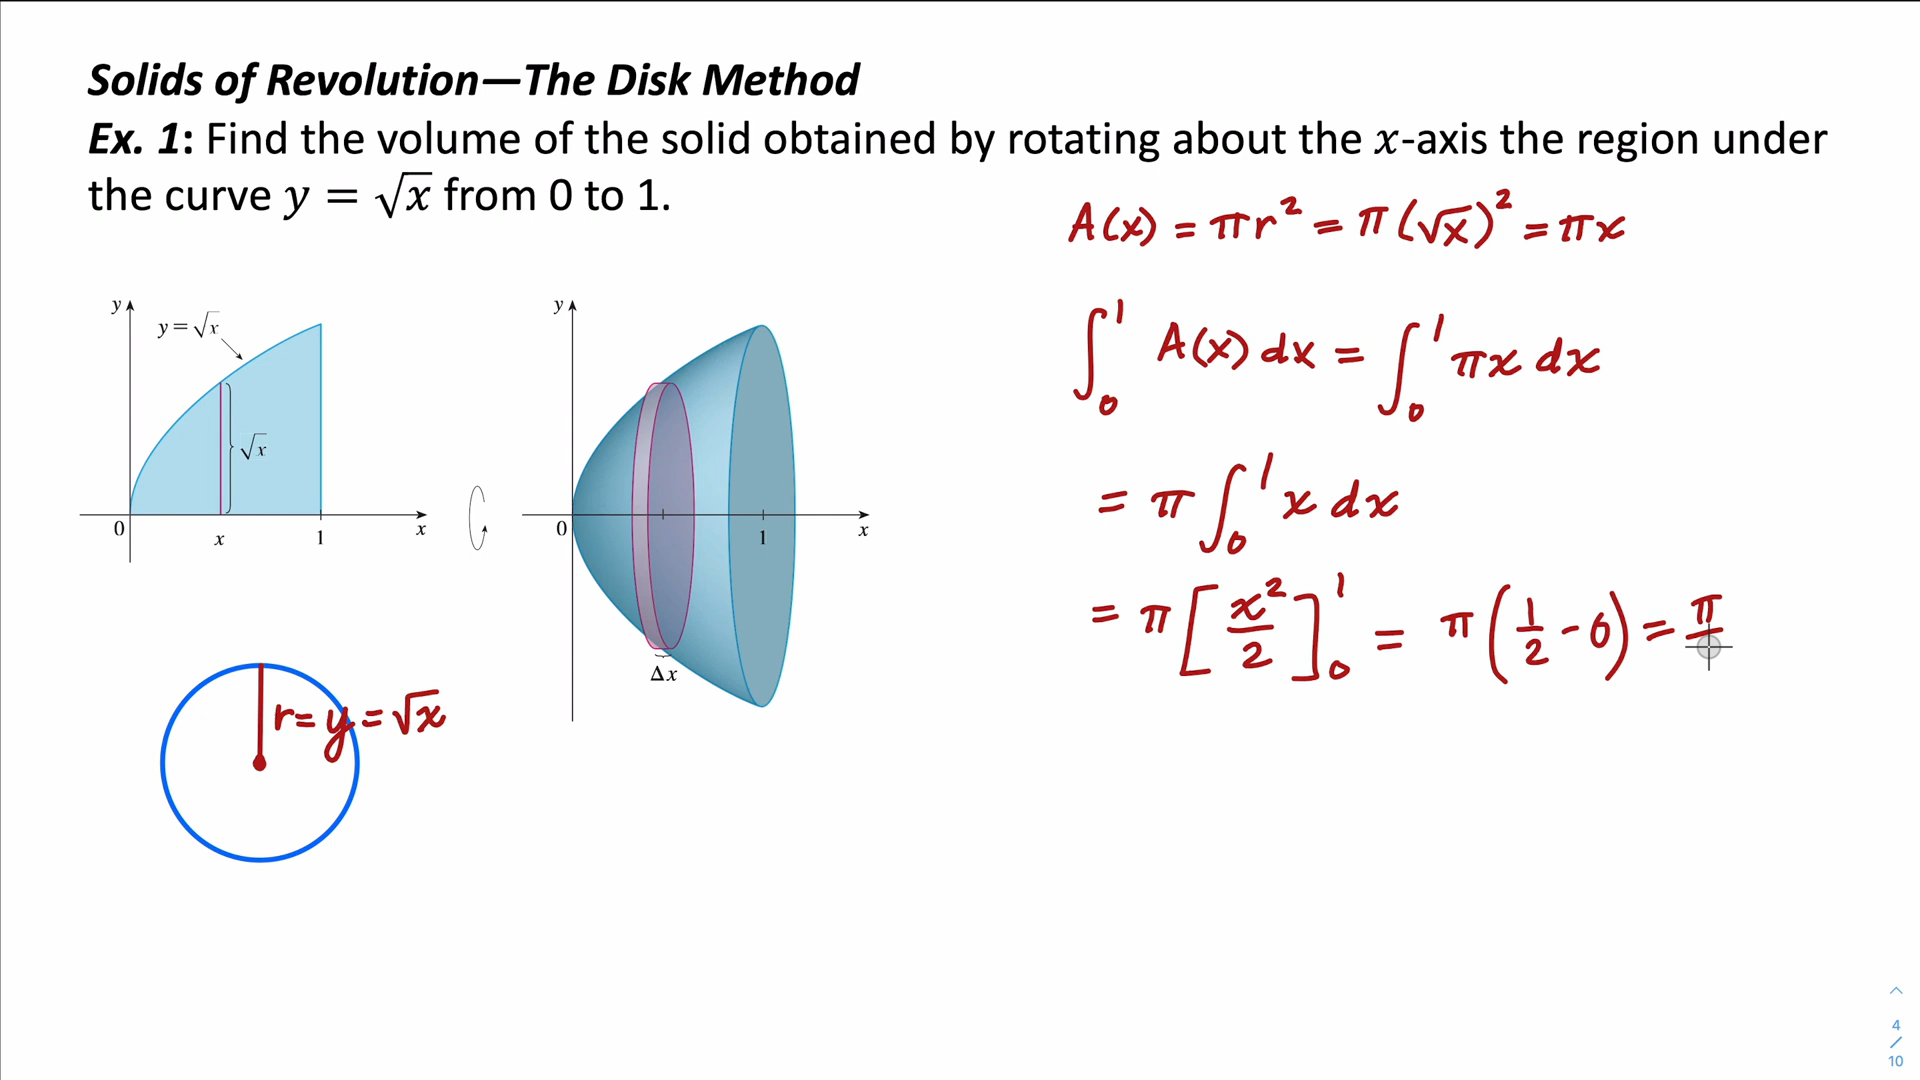 Solids of Revolution—The Disk Method
Ex. 1: Find the volume of the solid obtained by rotating about the x-axis the region under
the curve y = √x from 0 to 1.
A(x) = πr² = π(√x)² = πx
∫₀¹ A(x) dx = ∫₀¹ πx dx
= π ∫₀¹ x dx
= π [x²/2]₀¹ = π(1/2 - 0) = π
y
y = √x
√x
0
x
1
x
y
0
1
x
Δx
r = y = √x
4
/
10